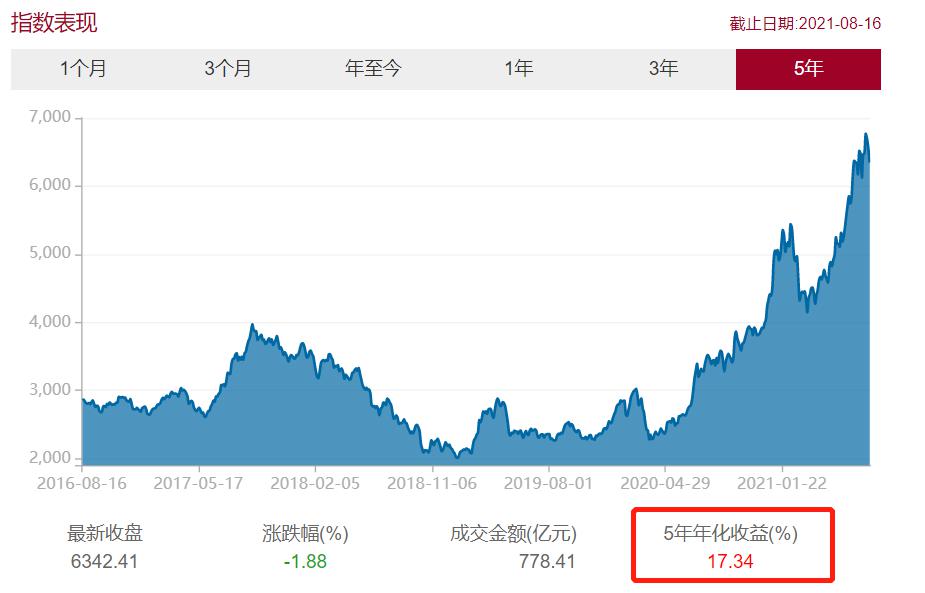 指数表现
截止日期:2021-08-16
1个月 3个月 年至今 1年 3年 5年
7,000
6,000
5,000
4,000
3,000
2,000
2016-08-16 2017-05-17 2018-02-05 2018-11-06 2019-08-01 2020-04-29 2021-01-22
最新收盘 涨跌幅(%) 成交金额(亿元) 5年年化收益(%)
6342.41 -1.88 778.41 17.34